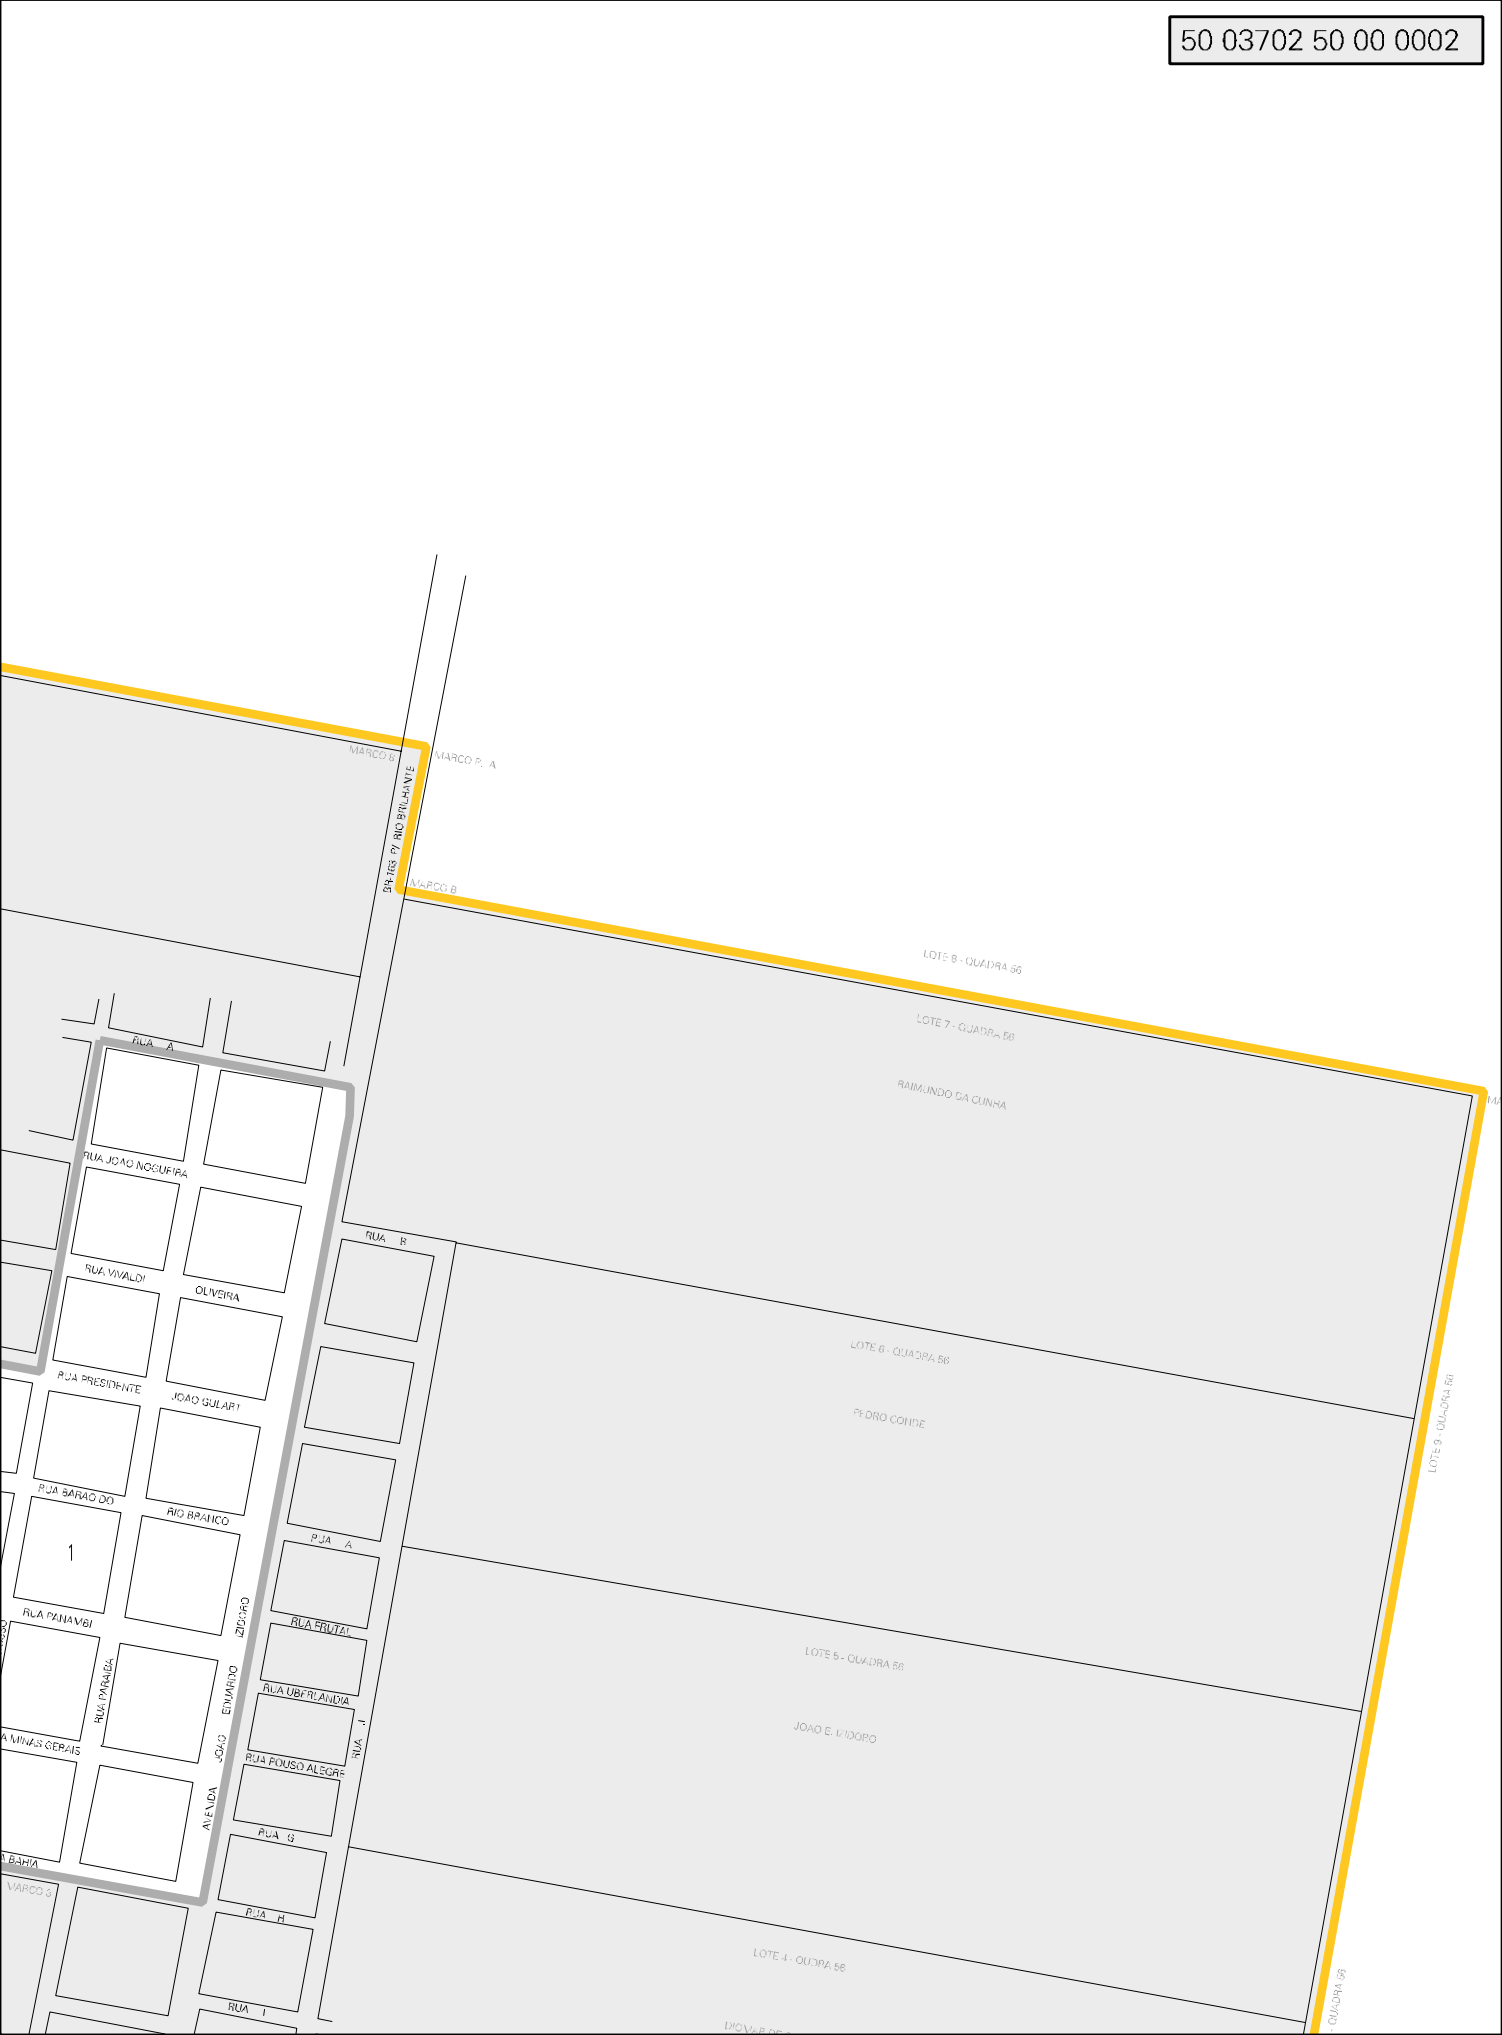 50 03702 50 00 0002
MARCO
MARCO P. A
BR-163 P/ RIO BRILHANTE
MARCO B
LOTE 8 - QUADRA 56
LOTE 7 - QUADRA 56
RUA A
RAIMUNDO DA CUNHA
RUA JOAO NOGUEIRA
RUA B
RUA VIVALDI
OLIVEIRA
LOTE 6 - QUADRA 56
RUA PRESIDENTE
JOAO GULART
LOTE 9 - QUADRA 56
PEDRO CONDE
RUA BARAO DO
RIO BRANCO
RUA A
1
RUA PANAMBI
RUA FRUTAL
AVENIDA JOAO EDUARDO IZIDORO
LOTE 5 - QUADRA 56
RUA PARAIBA
RUA UBERLANDIA
RUA
JOAO E. IZIDORO
A MINAS GERAIS
RUA POUSO ALEGRE
RUA G
A BAHIA
MARCO 3
RUA H
LOTE 4 - QUDRA 56
RUA I
- QUADRA 56